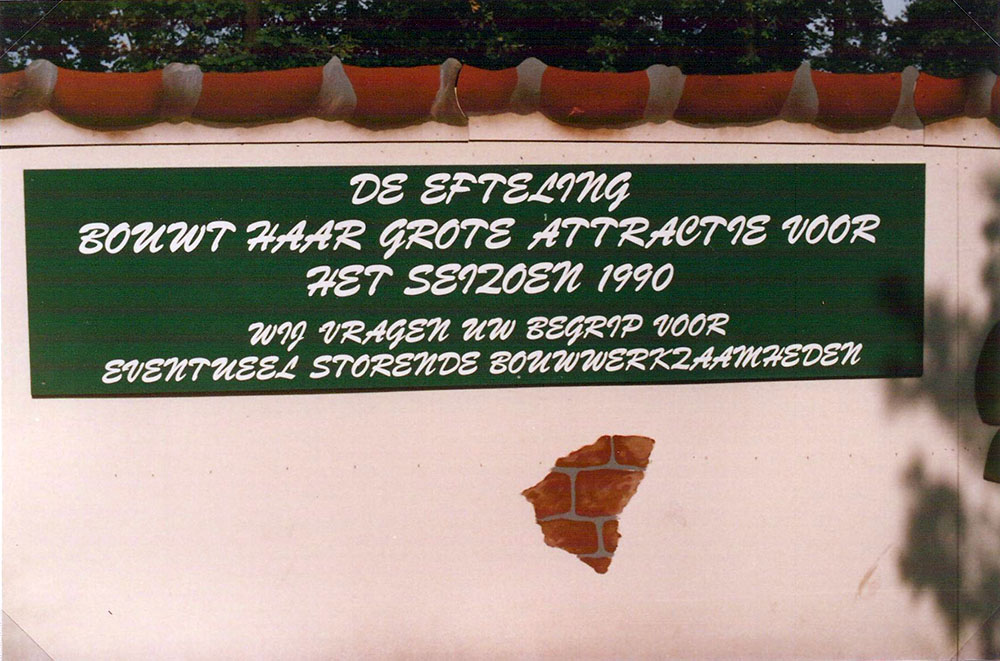 DE EFTELING
BOUWT HAAR GROTE ATTRACTIE VOOR
HET SEIZOEN 1990
WIJ VRAGEN UW BEGRIP VOOR
EVENTUEEL STORENDE BOUWWERKZAAMHEDEN